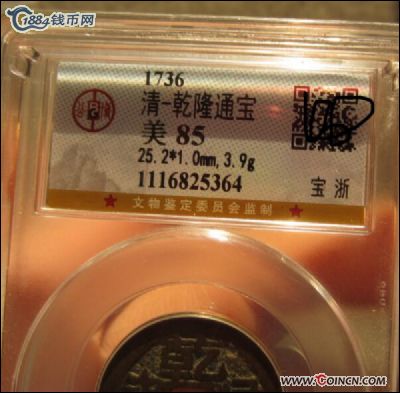 1884钱币网
1736
清-乾隆通宝
美 85
25.2*1.0mm,3.9g
1116825364
宝 浙
文物鉴定委员会监制
乾
http://www.COINCN.COM